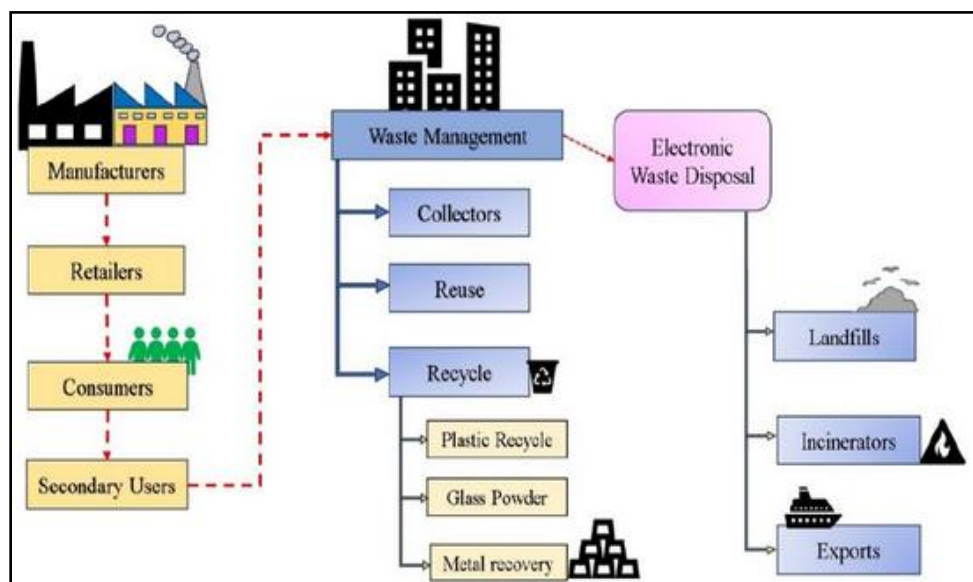 Manufacturers
Retailers
Consumers
Secondary Users
Waste Management
Collectors
Reuse
Recycle
Plastic Recycle
Glass Powder
Metal recovery
Electronic
Waste Disposal
Landfills
Incinerators
Exports